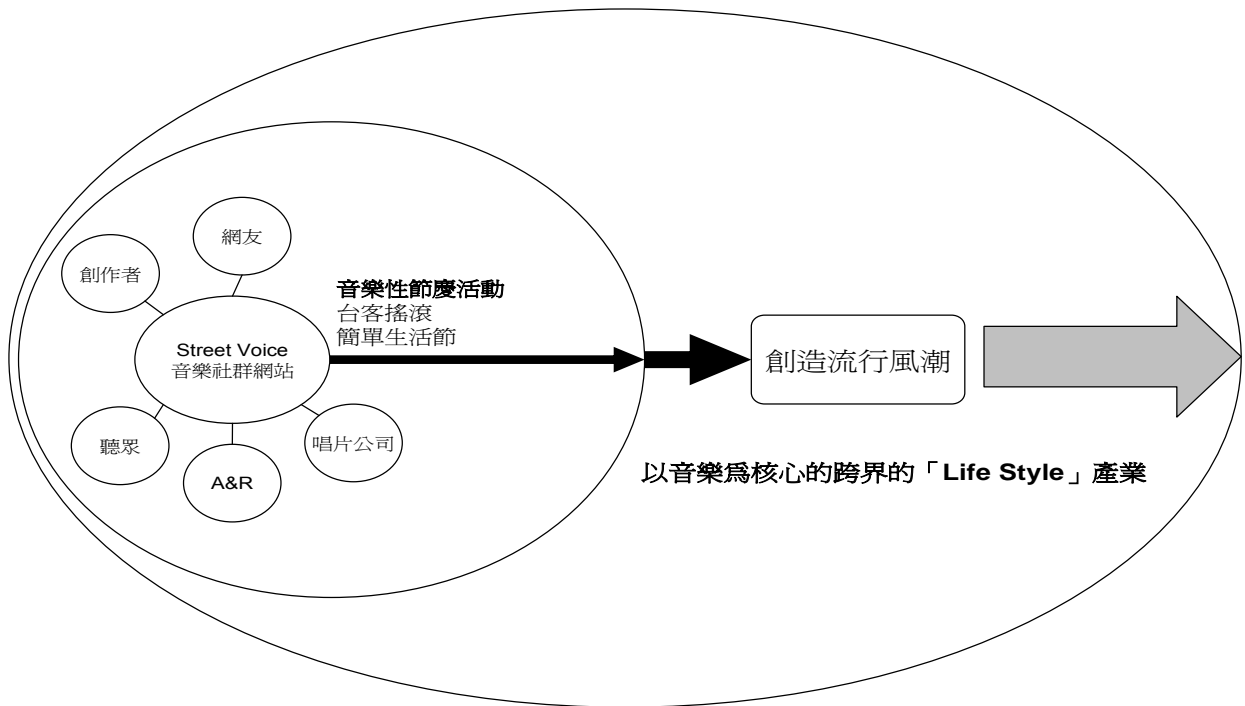 網友
創作者
音樂性節慶活動
台客搖滾
簡單生活節
Street Voice
音樂社群網站
創造流行風潮
聽眾
唱片公司
A&R
以音樂為核心的跨界的「Life Style」產業